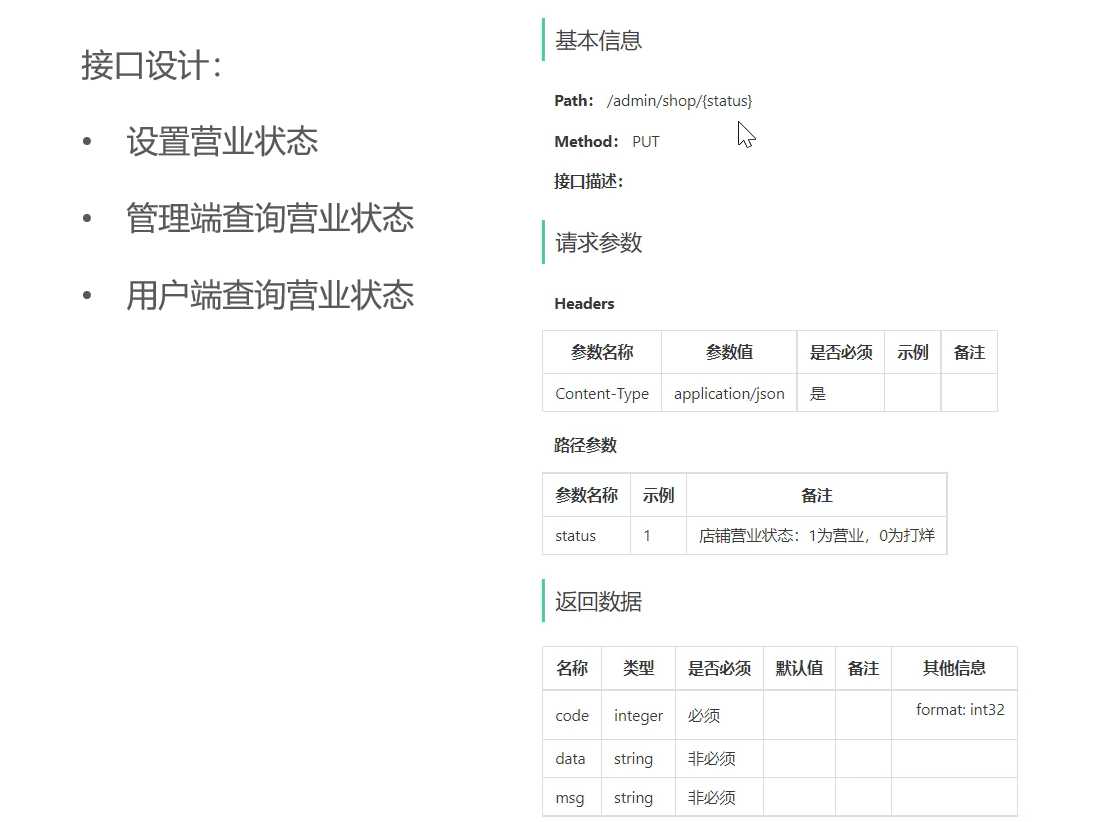 接口设计：
• 设置营业状态
• 管理端查询营业状态
• 用户端查询营业状态
基本信息
Path： /admin/shop/{status}
Method： PUT
接口描述：
请求参数
Headers
参数名称 参数值 是否必须 示例 备注
Content-Type application/json 是
路径参数
参数名称 示例 备注
status 1 店铺营业状态：1为营业，0为打烊
返回数据
名称 类型 是否必须 默认值 备注 其他信息
code integer 必须 format: int32
data string 非必须
msg string 非必须